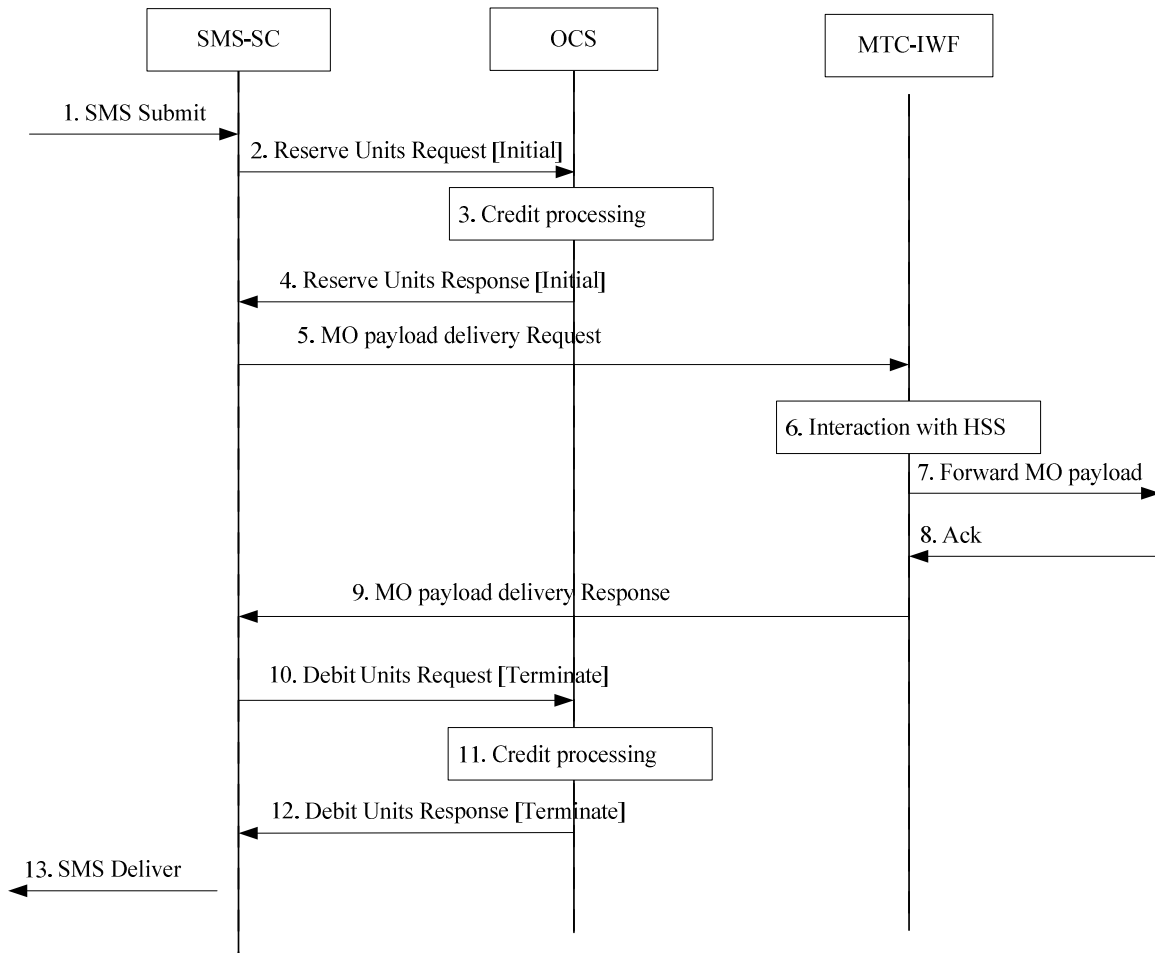 SMS-SC
OCS
MTC-IWF
1. SMS Submit
2. Reserve Units Request [Initial]
3. Credit processing
4. Reserve Units Response [Initial]
5. MO payload delivery Request
6. Interaction with HSS
7. Forward MO payload
8. Ack
9. MO payload delivery Response
10. Debit Units Request [Terminate]
11. Credit processing
12. Debit Units Response [Terminate]
13. SMS Deliver